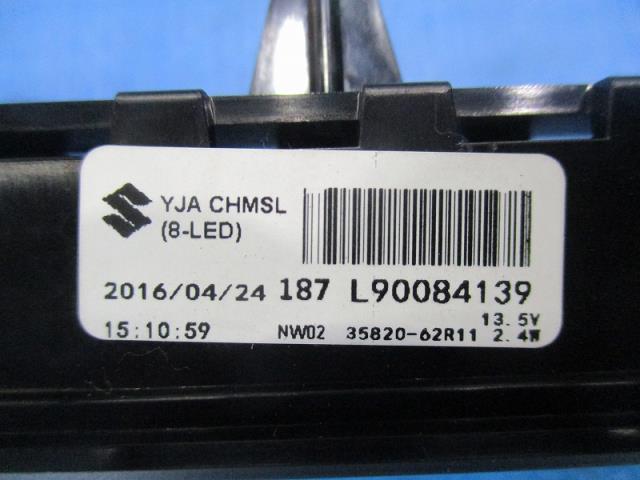 YJA CHMSL
(8-LED)
2016/04/24 187 L90084139
15:10:59 NW02 35820-62R11 13.5V
2.4W